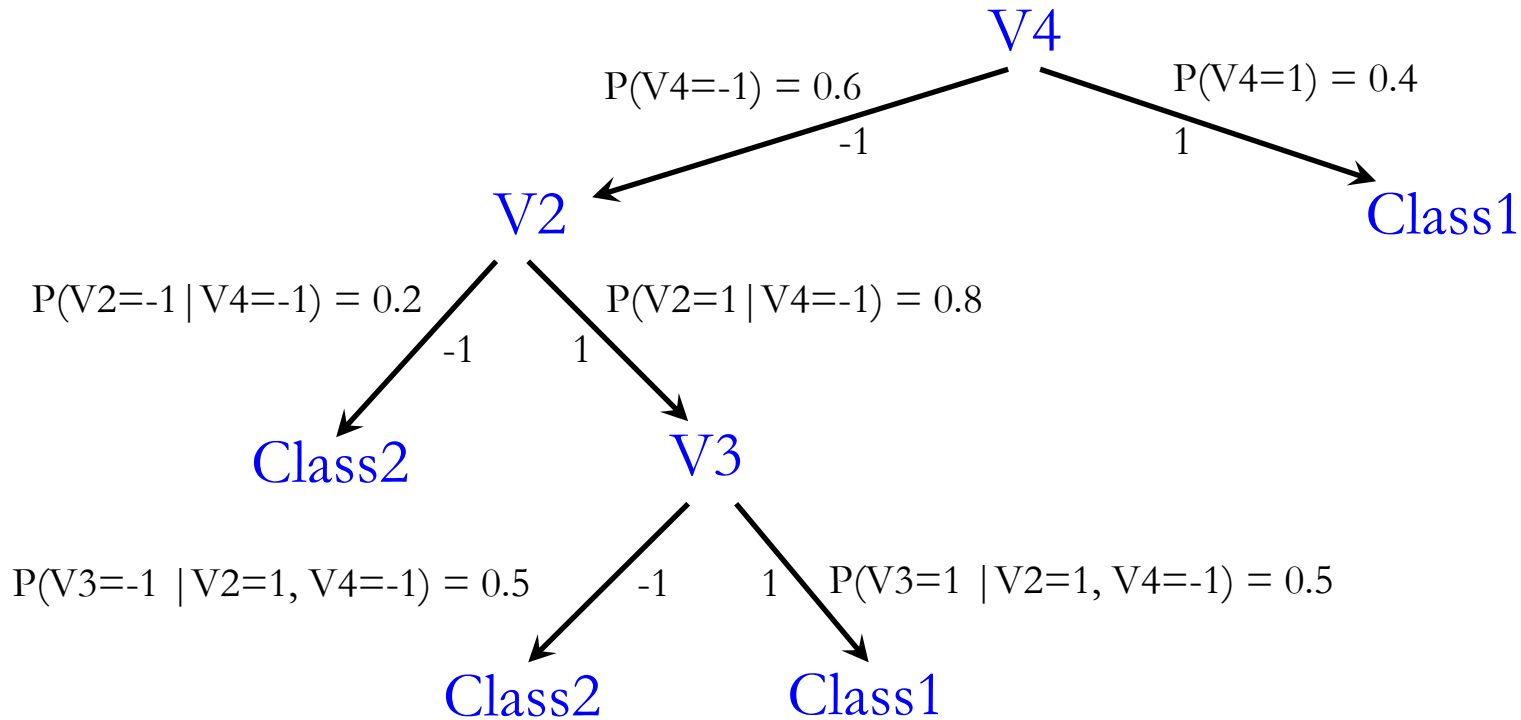 V4
P(V4=-1) = 0.6
P(V4=1) = 0.4
-1
1
V2
Class1
P(V2=-1|V4=-1) = 0.2
P(V2=1|V4=-1) = 0.8
-1
1
Class2
V3
P(V3=-1 |V2=1, V4=-1) = 0.5
-1
1
P(V3=1 |V2=1, V4=-1) = 0.5
Class2
Class1